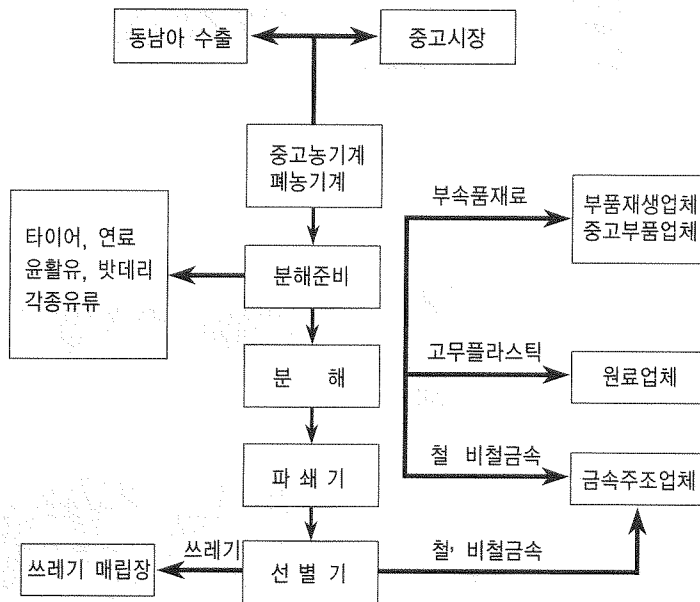 동남아 수출
중고시장
중고농기계
폐농기계
부속품재료
부품재생업체
중고부품업체
타이어, 연료
윤활유, 밧데리
각종유류
분해준비
고무플라스틱
원료업체
분 해
철 비철금속
금속주조업체
파 쇄 기
쓰레기
철, 비철금속
쓰레기 매립장
선 별 기